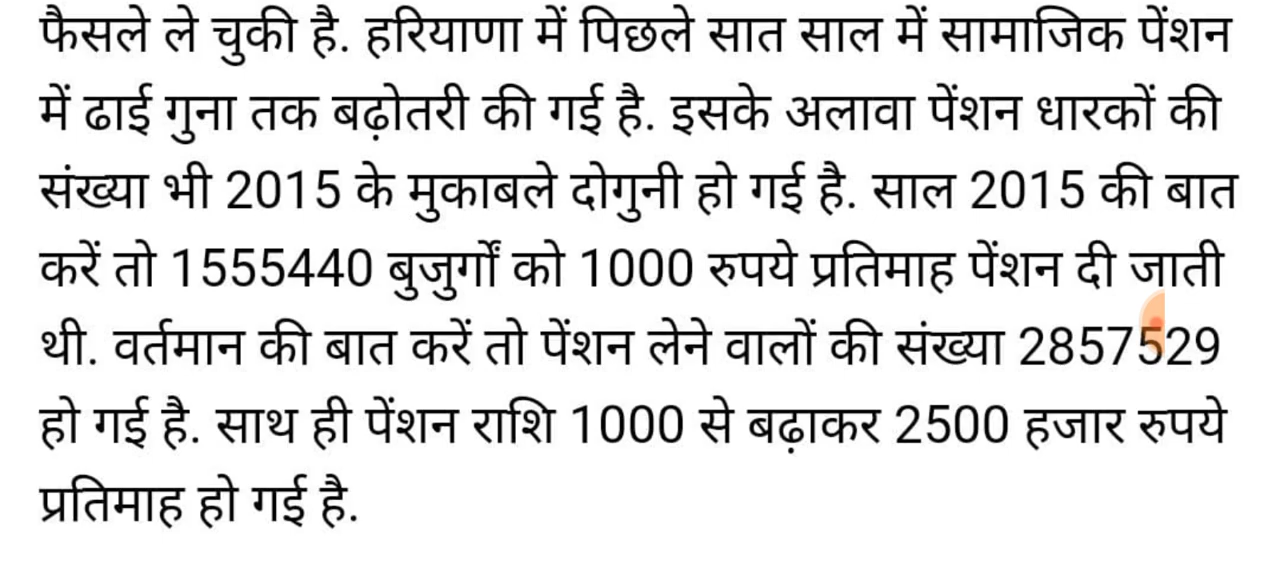 फैसले ले चुकी है. हरियाणा में पिछले सात साल में सामाजिक पेंशन
में ढाई गुना तक बढ़ोतरी की गई है. इसके अलावा पेंशन धारकों की
संख्या भी 2015 के मुकाबले दोगुनी हो गई है. साल 2015 की बात
करें तो 1555440 बुजुर्गों को 1000 रुपये प्रतिमाह पेंशन दी जाती
थी. वर्तमान की बात करें तो पेंशन लेने वालों की संख्या 2857529
हो गई है. साथ ही पेंशन राशि 1000 से बढ़ाकर 2500 हजार रुपये
प्रतिमाह हो गई है.